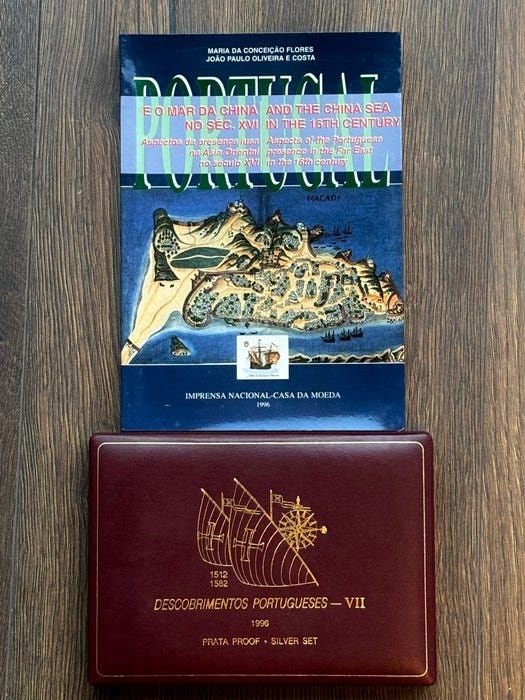 MARIA DA CONCEIÇÃO FLORES
JOÃO PAULO OLIVEIRA E COSTA
PORTUGAL
E O MAR DA CHINA AND THE CHINA SEA
NO SÉC. XVI IN THE 16TH CENTURY
Aspectos da presença lusa Aspects of the Portuguese
na Ásia Oriental presence in the Far East
no século XVI in the 16th century
MACAO
IMPRENSA NACIONAL-CASA DA MOEDA
1996
1512
1582
DESCOBRIMENTOS PORTUGUESES – VII
1996
PRATA PROOF • SILVER SET